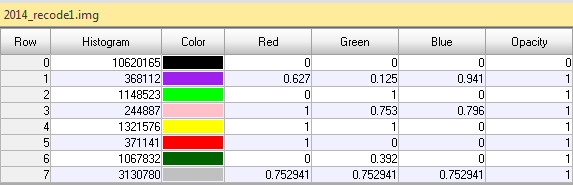 2014_recode1.img
Row Histogram Color Red Green Blue Opacity
0 10620165 0 0 0 0
1 368112 0.627 0.125 0.941 1
2 1148523 0 1 0 1
3 244887 1 0.753 0.796 1
4 1321576 1 1 0 1
5 371141 1 0 0 1
6 1067832 0 0.392 0 1
7 3130780 0.752941 0.752941 0.752941 1